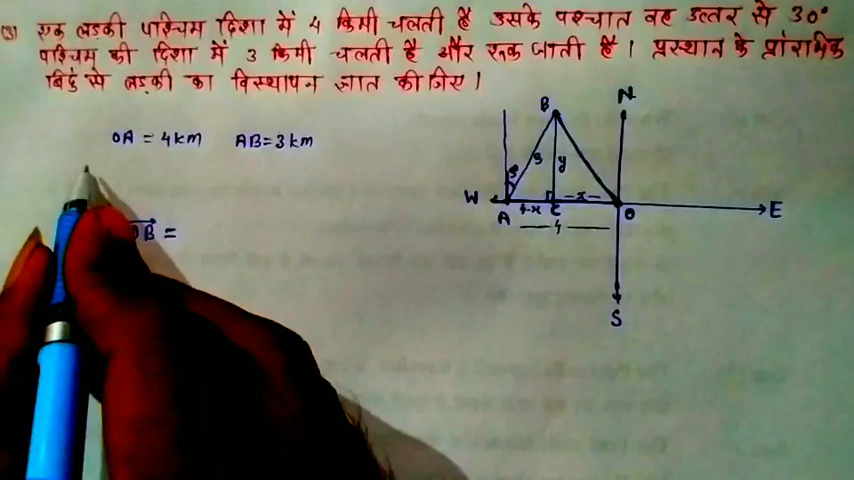 (3) एक लड़की पश्चिम दिशा में 4 किमी चलती है उसके पश्चात वह उत्तर से 30°
पश्चिम की दिशा में 3 किमी चलती है और रुक जाती है। प्रस्थान के प्रांरभिक
बिंदु से लड़की का विस्थापन ज्ञात कीजिए।
OA = 4km AB=3km
OB =
N
B
3 y
W A 4-x C x O E
4
S